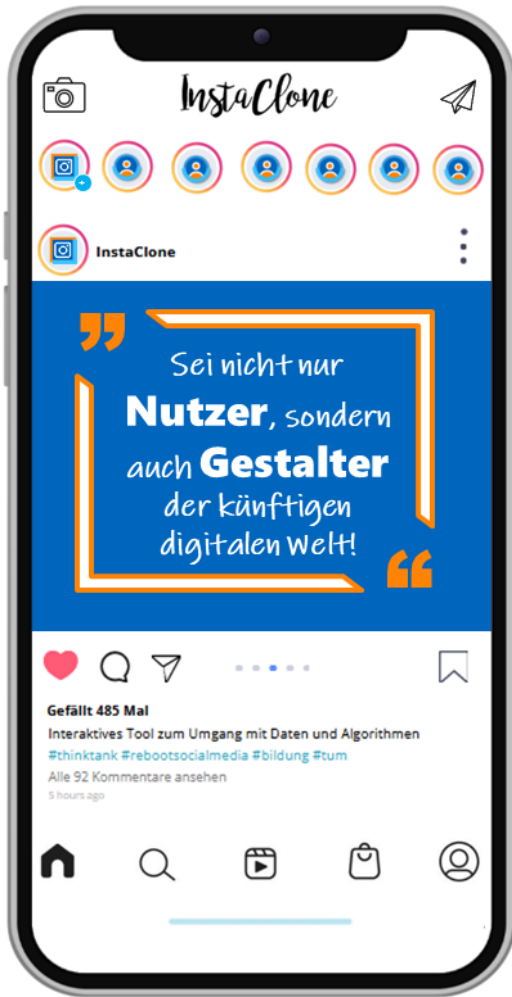 InstaClone
InstaClone
Sei nicht nur
Nutzer, sondern
auch Gestalter
der künftigen
digitalen Welt!
Gefällt 485 Mal
Interaktives Tool zum Umgang mit Daten und Algorithmen
#thinktank #rebootsocialmedia #bildung #tum
Alle 92 Kommentare ansehen
5 hours ago